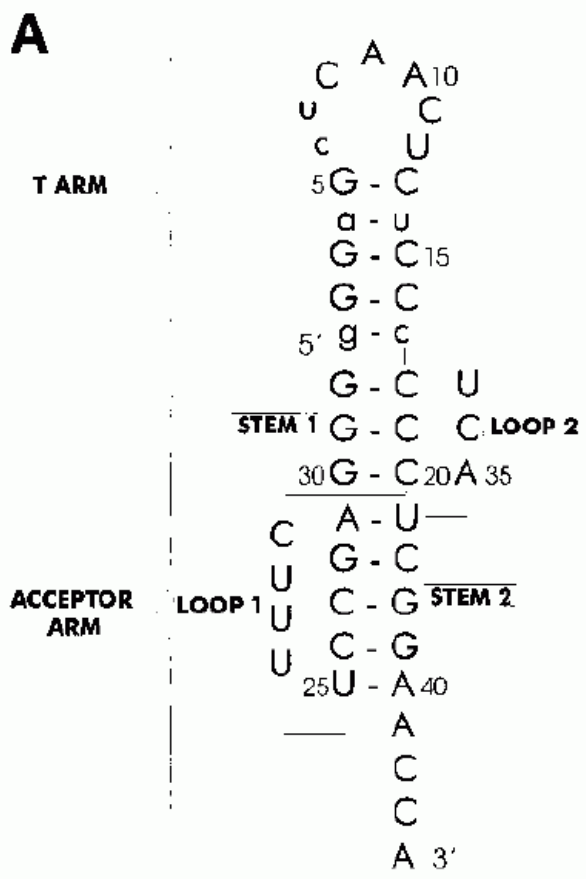 A
A
C A10
u C
c U
T ARM 5G - C
a - u
G - C15
G - C
5′ g - c
G - C U
STEM 1 G - C C LOOP 2
30G - C20 A 35
A - U
C G - C
U
ACCEPTOR ARM LOOP 1 C - G STEM 2
U
C - G
U
25U - A40
A
C
C
A 3′